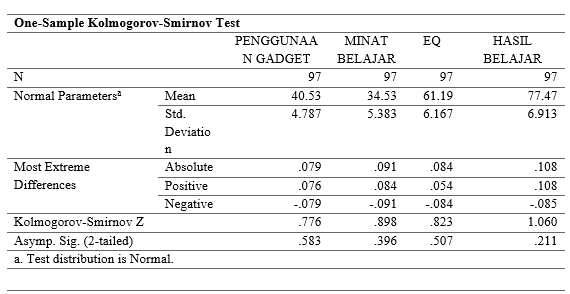 One-Sample Kolmogorov-Smirnov Test
PENGGUNAA MINAT EQ HASIL
N GADGET BELAJAR BELAJAR
N 97 97 97 97
Normal Parametersᵃ Mean 40.53 34.53 61.19 77.47
Std. 4.787 5.383 6.167 6.913
Deviatio
n
Most Extreme Absolute .079 .091 .084 .108
Differences Positive .076 .084 .054 .108
Negative -.079 -.091 -.084 -.085
Kolmogorov-Smirnov Z .776 .898 .823 1.060
Asymp. Sig. (2-tailed) .583 .396 .507 .211
a. Test distribution is Normal.